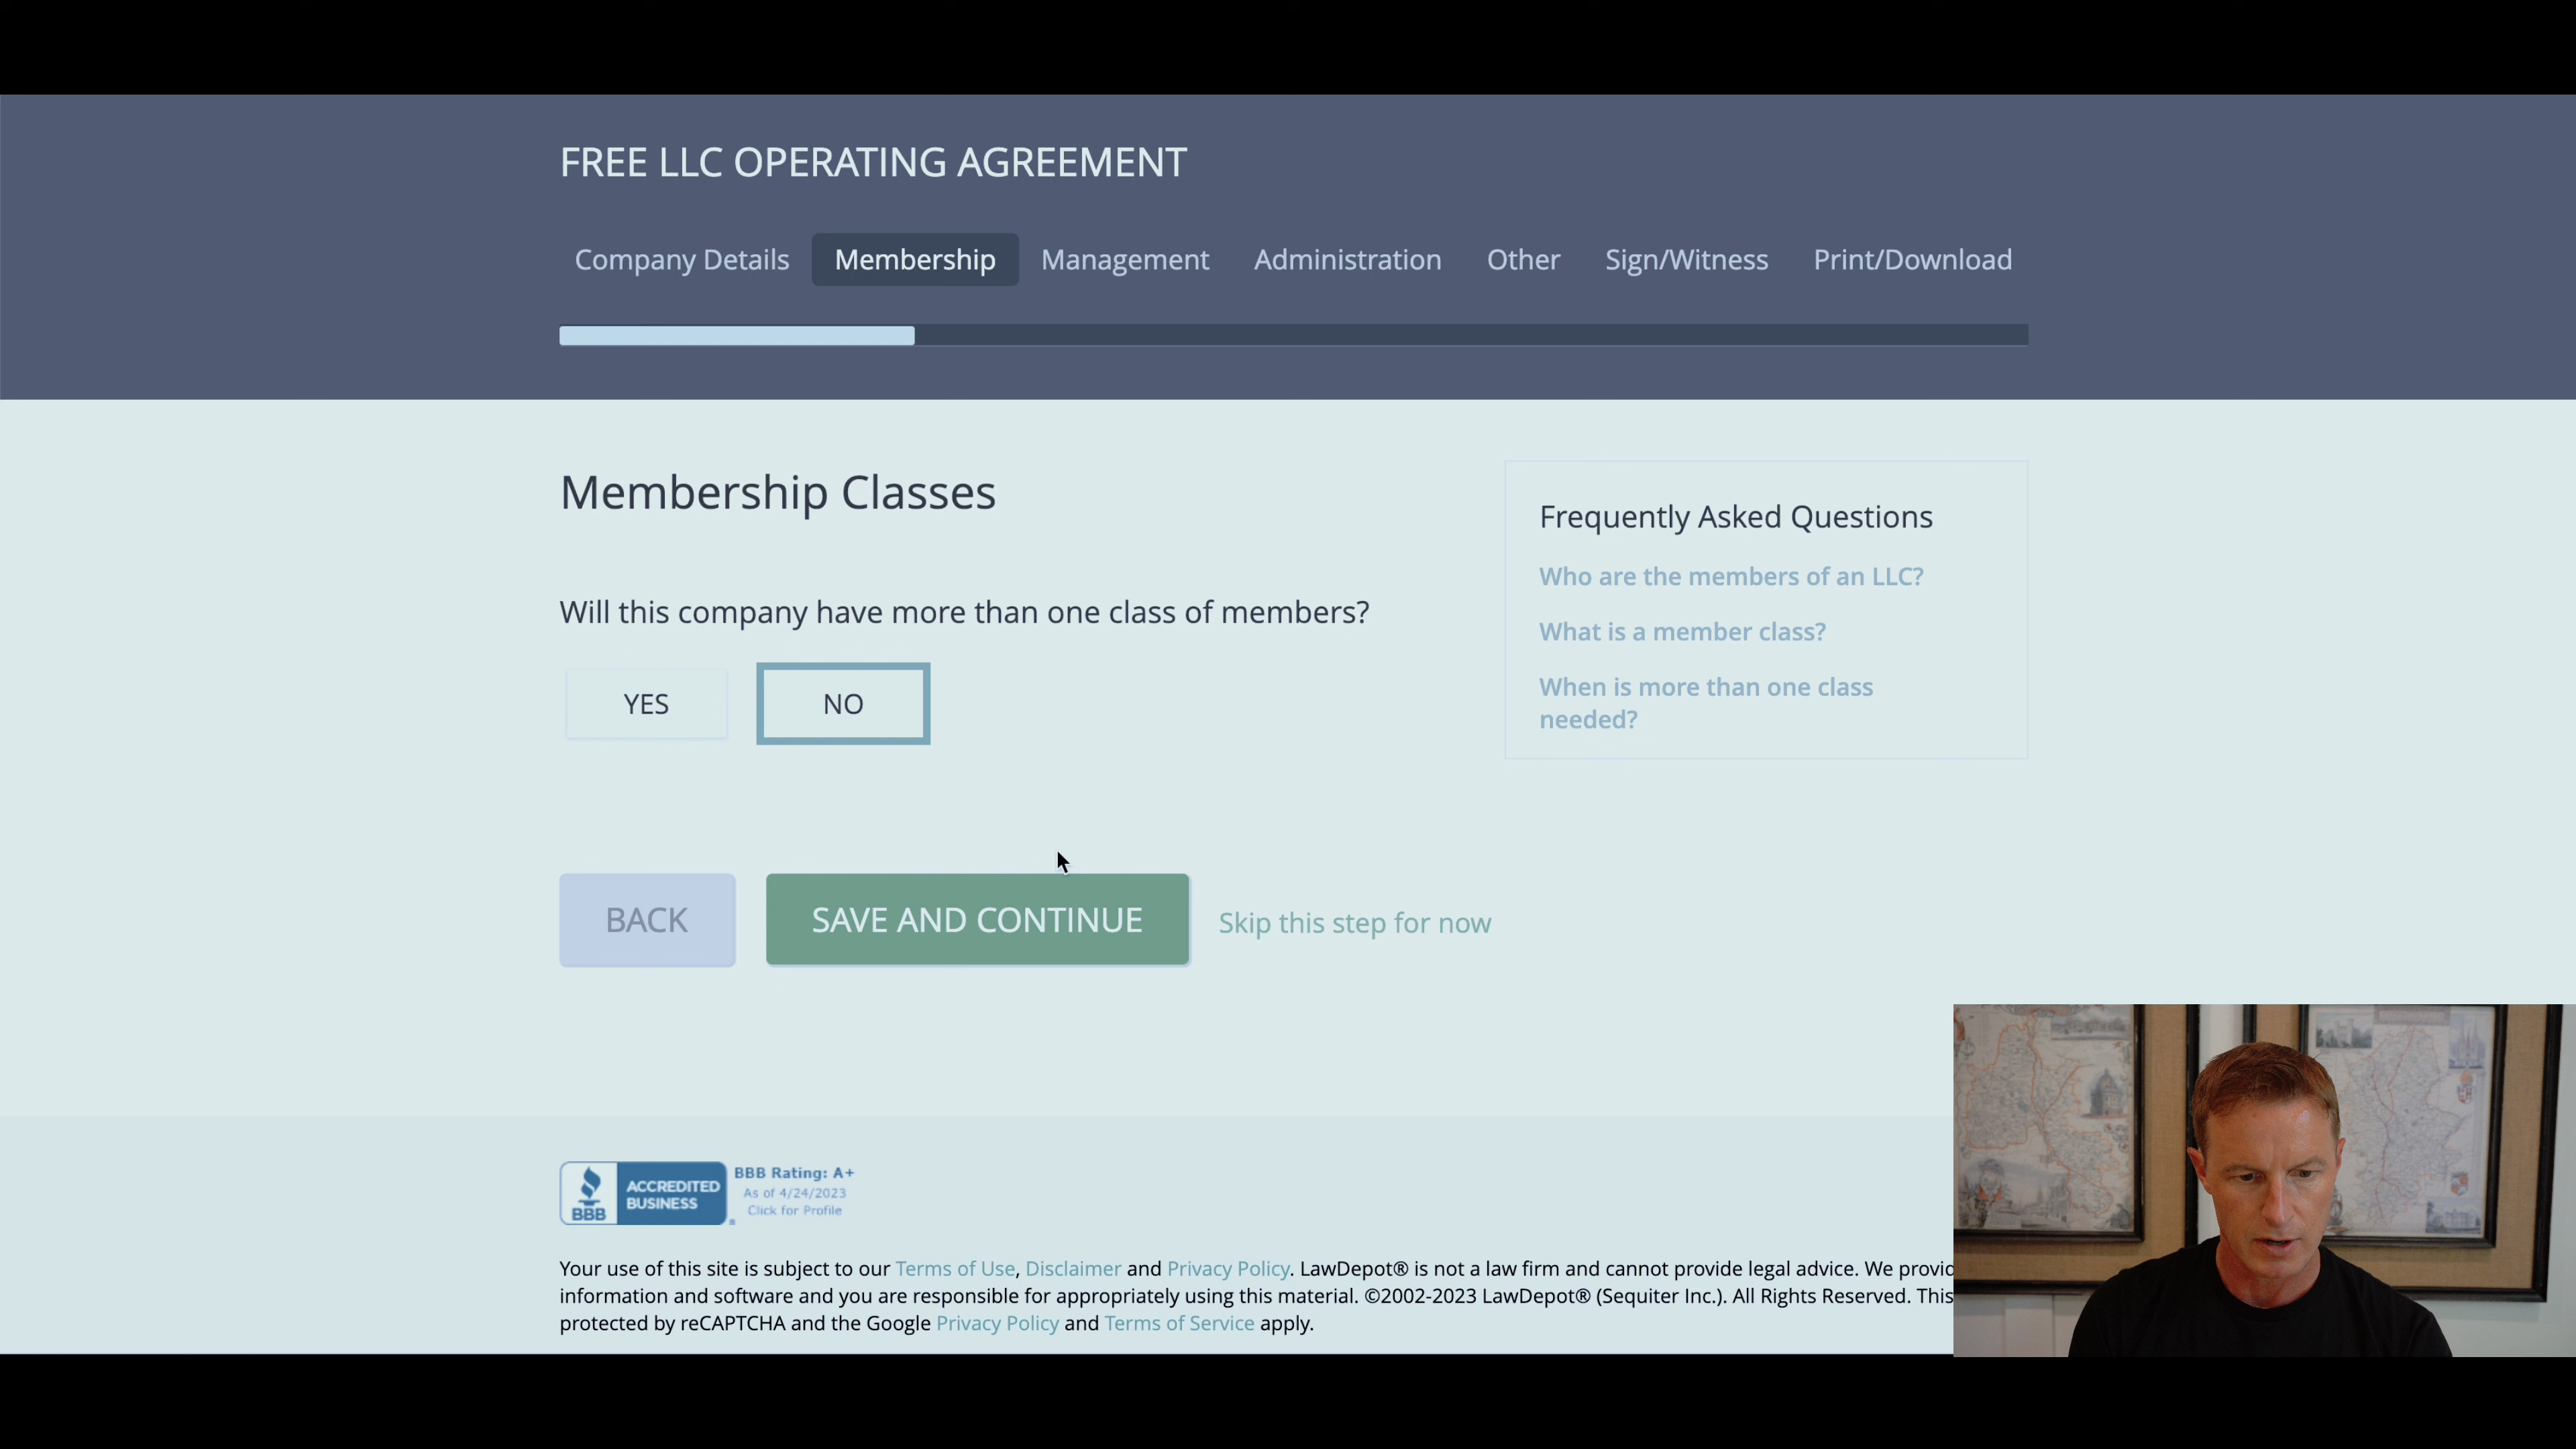 FREE LLC OPERATING AGREEMENT
Company Details Membership Management Administration Other Sign/Witness Print/Download
Membership Classes
Will this company have more than one class of members?
YES NO
BACK SAVE AND CONTINUE Skip this step for now
Frequently Asked Questions
Who are the members of an LLC?
What is a member class?
When is more than one class
needed?
BBB ACCREDITED
BUSINESS
BBB Rating: A+
As of 4/24/2023
Click for Profile
Your use of this site is subject to our Terms of Use, Disclaimer and Privacy Policy. LawDepot® is not a law firm and cannot provide legal advice. We
information and software and you are responsible for appropriately using this material. ©2002-2023 LawDepot® (Sequiter Inc.). All Rights Reserved. This
protected by reCAPTCHA and the Google Privacy Policy and Terms of Service apply.